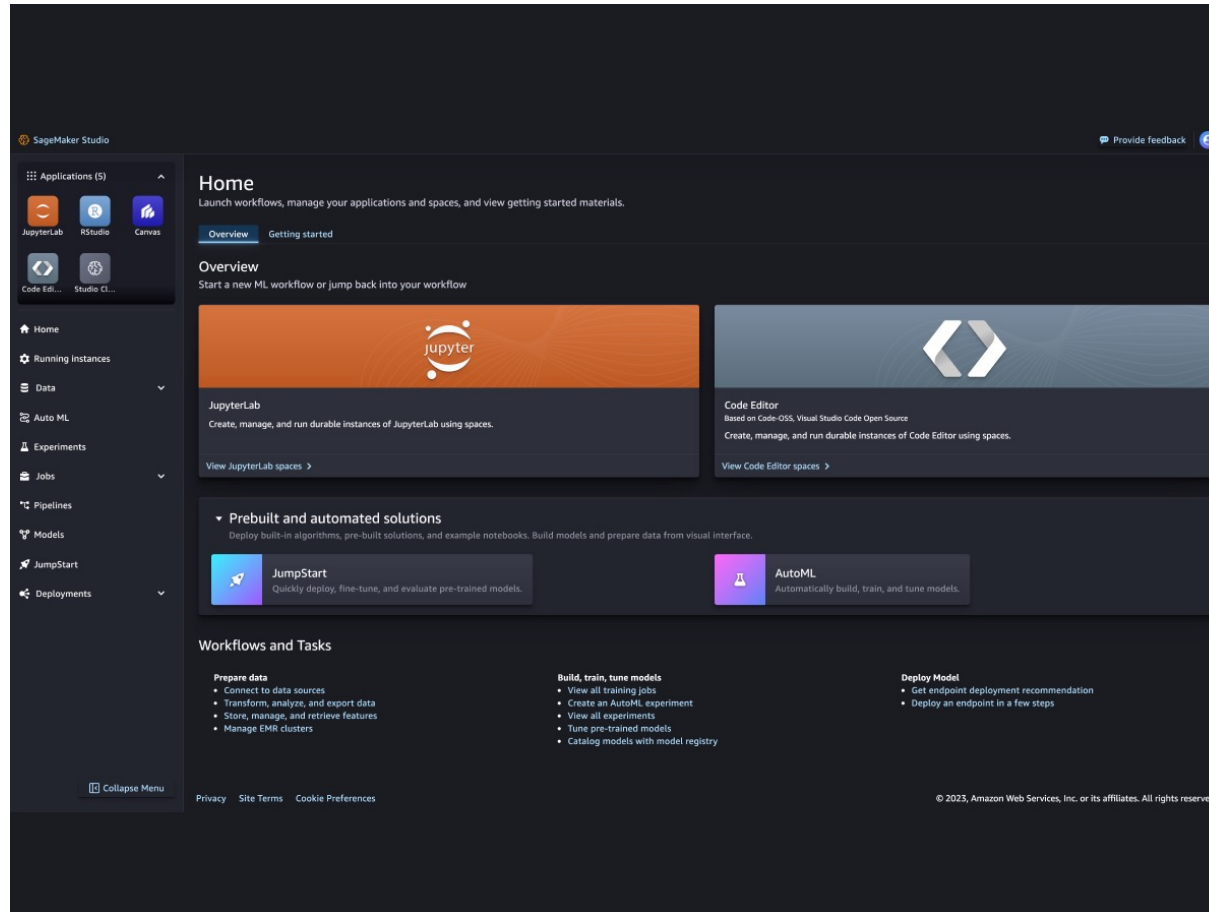 SageMaker Studio
Provide feedback
Applications (5)
JupyterLab
RStudio
Canvas
Code Edi...
Studio Cl...
Home
Running instances
Data
Auto ML
Experiments
Jobs
Pipelines
Models
JumpStart
Deployments
Collapse Menu
Home
Launch workflows, manage your applications and spaces, and view getting started materials.
Overview
Getting started
Overview
Start a new ML workflow or jump back into your workflow
jupyter
JupyterLab
Create, manage, and run durable instances of JupyterLab using spaces.
View JupyterLab spaces
Code Editor
Based on Code-OSS, Visual Studio Code Open Source
Create, manage, and run durable instances of Code Editor using spaces.
View Code Editor spaces
Prebuilt and automated solutions
Deploy built-in algorithms, pre-built solutions, and example notebooks. Build models and prepare data from visual interface.
JumpStart
Quickly deploy, fine-tune, and evaluate pre-trained models.
AutoML
Automatically build, train, and tune models.
Workflows and Tasks
Prepare data
• Connect to data sources
• Transform, analyze, and export data
• Store, manage, and retrieve features
• Manage EMR clusters
Build, train, tune models
• View all training jobs
• Create an AutoML experiment
• View all experiments
• Tune pre-trained models
• Catalog models with model registry
Deploy Model
• Get endpoint deployment recommendation
• Deploy an endpoint in a few steps
Privacy Site Terms Cookie Preferences
© 2023, Amazon Web Services, Inc. or its affiliates. All rights reserve